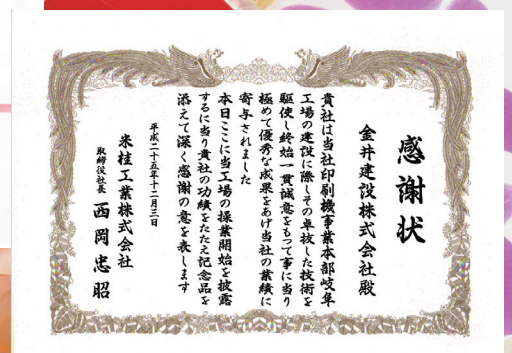 感謝状
金井建設株式会社殿
貴社は当社印刷機事業本部岐阜
工場の建設に際しその卓抜した技術を
駆使し終始一貫誠意をもって事に当り
極めて優秀な成果をあげ当社の業績に
寄与されました
本日ここに当工場の操業開始を披露
するに当り貴社の功績をたたえ記念品を
添えて深く感謝の意を表します
平成二十五年十二月三日
米桂工業株式会社
取締役社長 西岡忠昭